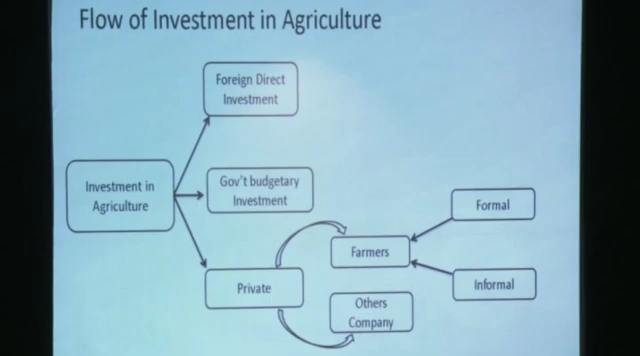 Flow of Investment in Agriculture
Foreign Direct
Investment
Investment in
Agriculture
Gov't budgetary
Investment
Formal
Farmers
Private
Informal
Others
Company